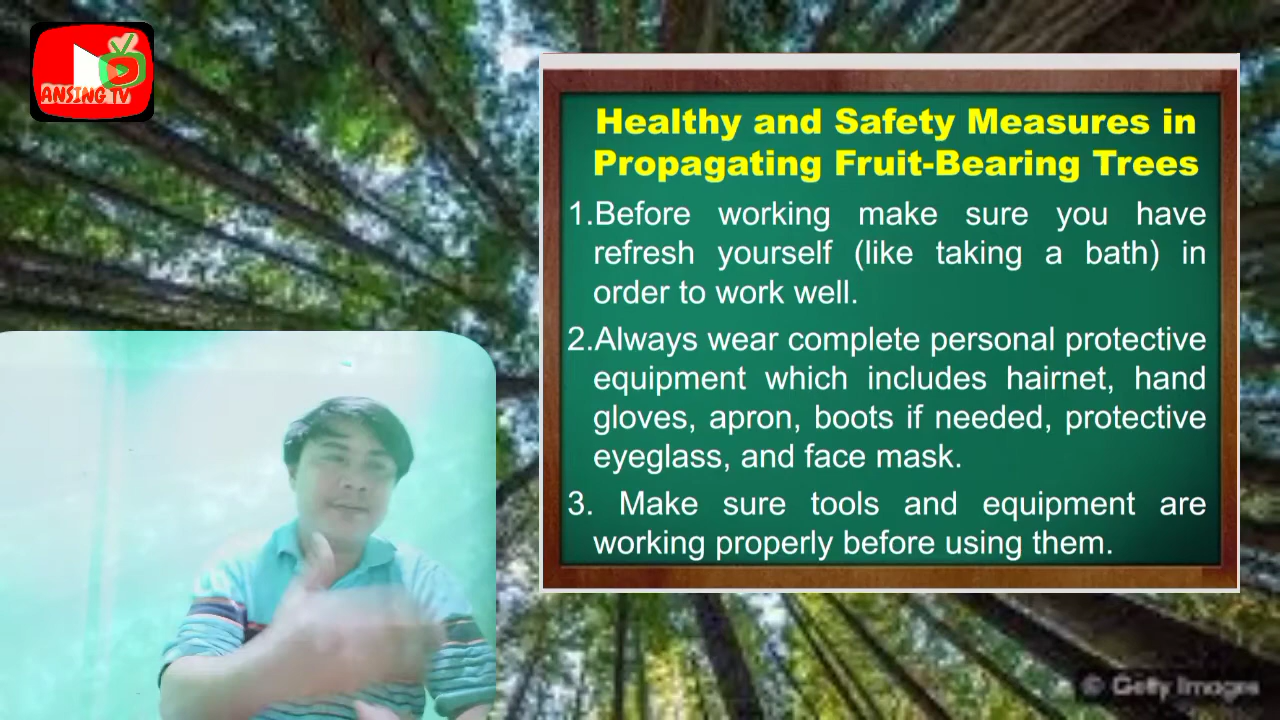 ANSING TV
Healthy and Safety Measures in
Propagating Fruit-Bearing Trees
1.Before working make sure you have
refresh yourself (like taking a bath) in
order to work well.
2.Always wear complete personal protective
equipment which includes hairnet, hand
gloves, apron, boots if needed, protective
eyeglass, and face mask.
3. Make sure tools and equipment are
working properly before using them.
© Getty Images